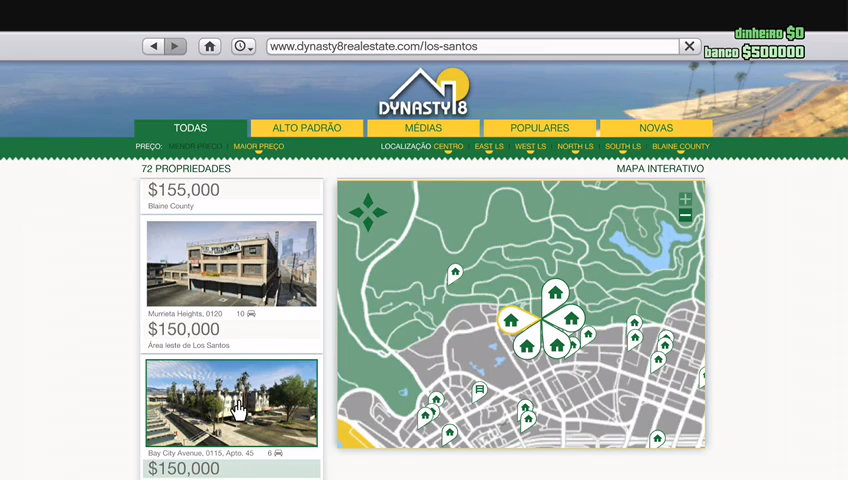 dinheiro $0
www.dynasty8realestate.com/los-santos
banco $500000
DYNASTY 8
TODAS
ALTO PADRÃO
MÉDIAS
POPULARES
NOVAS
PREÇO: MENOR PREÇO | MAIOR PREÇO
LOCALIZAÇÃO CENTRO | EAST LS | WEST LS | NORTH LS | SOUTH LS | BLAINE COUNTY
72 PROPRIEDADES
MAPA INTERATIVO
$155,000
Blaine County
Murrieta Heights, 0120 10
$150,000
Área leste de Los Santos
Bay City Avenue, 0115, Apto. 45 6
$150,000